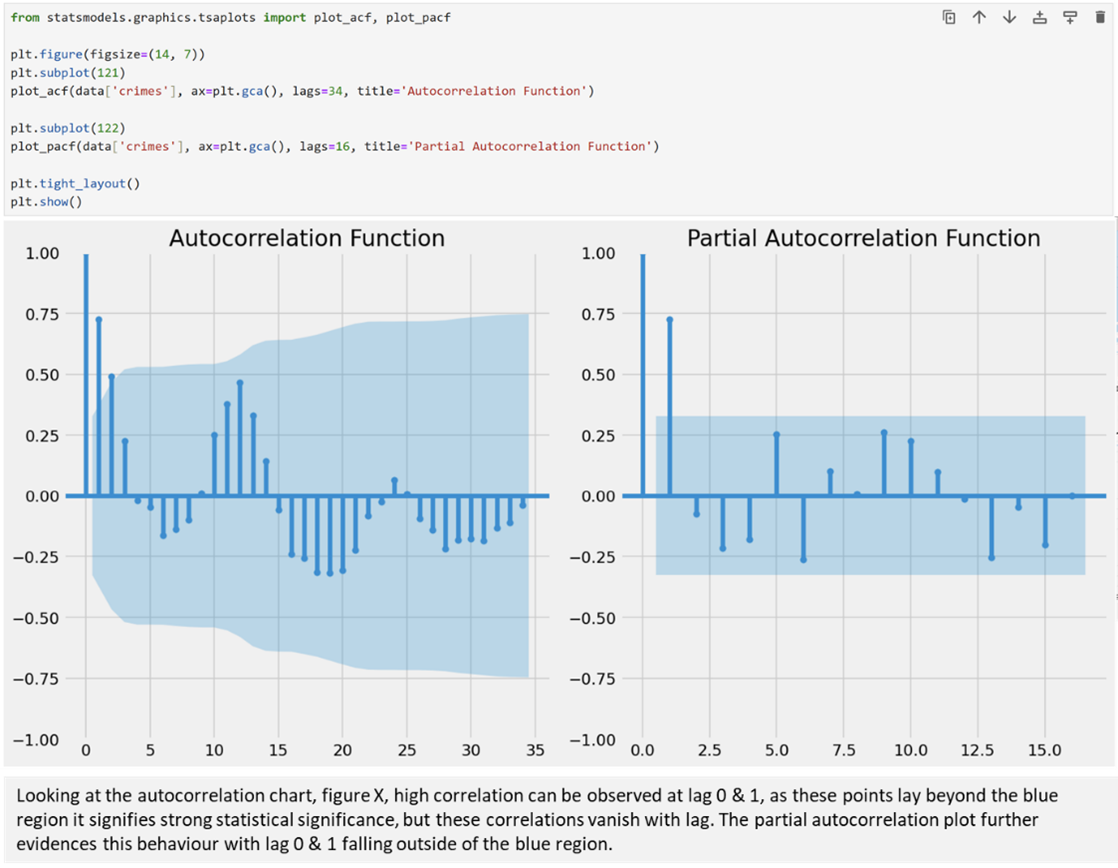 from statsmodels.graphics.tsaplots import plot_acf, plot_pacf
plt.figure(figsize=(14, 7))
plt.subplot(121)
plot_acf(data['crimes'], ax=plt.gca(), lags=34, title='Autocorrelation Function')
plt.subplot(122)
plot_pacf(data['crimes'], ax=plt.gca(), lags=16, title='Partial Autocorrelation Function')
plt.tight_layout()
plt.show()
Autocorrelation Function
1.00
0.75
0.50
0.25
0.00
−0.25
−0.50
−0.75
−1.00
0 5 10 15 20 25 30 35
Partial Autocorrelation Function
1.00
0.75
0.50
0.25
0.00
−0.25
−0.50
−0.75
−1.00
0.0 2.5 5.0 7.5 10.0 12.5 15.0
Looking at the autocorrelation chart, figure X, high correlation can be observed at lag 0 & 1, as these points lay beyond the blue
region it signifies strong statistical significance, but these correlations vanish with lag. The partial autocorrelation plot further
evidences this behaviour with lag 0 & 1 falling outside of the blue region.